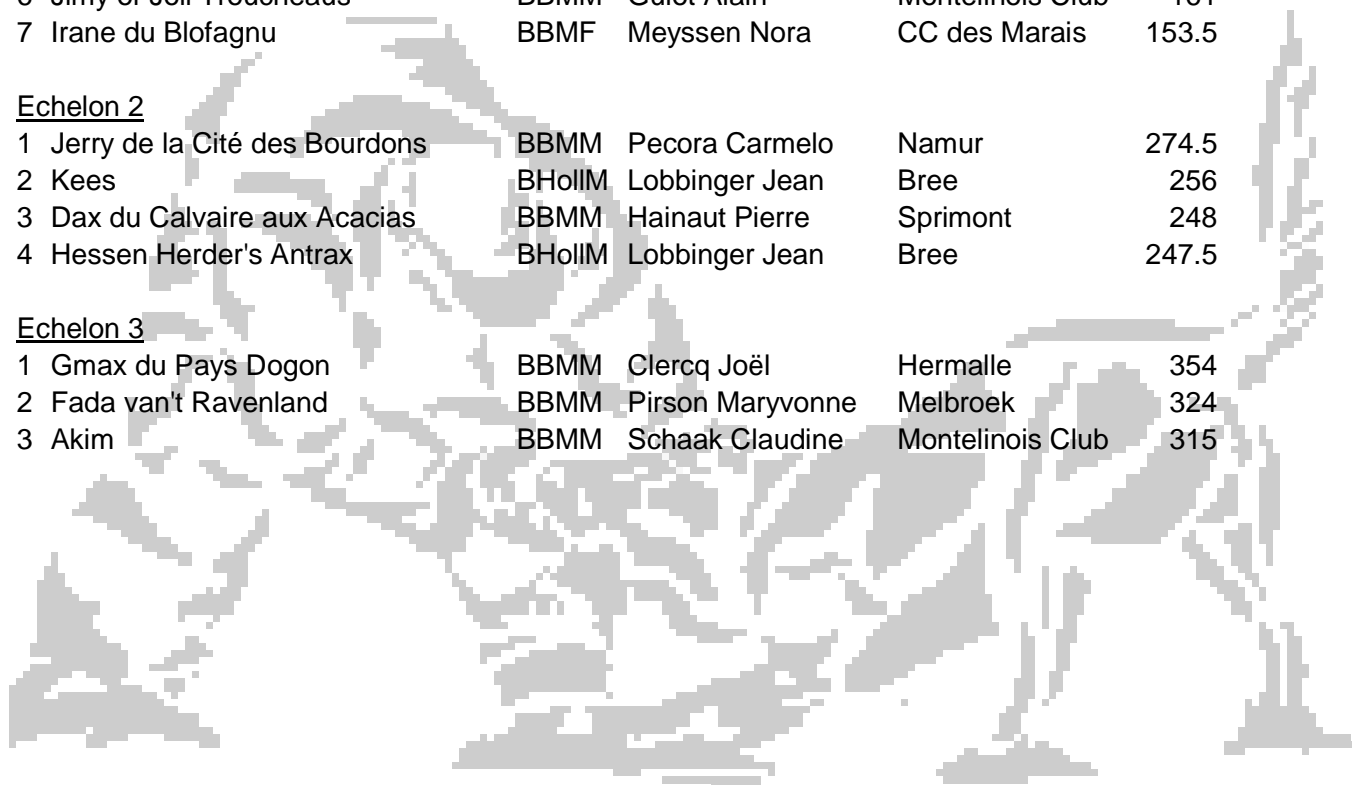 7 Irane du Blofagnu BBMF Meyssen Nora CC des Marais 153.5
Echelon 2
1 Jerry de la Cité des Bourdons BBMM Pecora Carmelo Namur 274.5
2 Kees BHollM Lobbinger Jean Bree 256
3 Dax du Calvaire aux Acacias BBMM Hainaut Pierre Sprimont 248
4 Hessen Herder's Antrax BHollM Lobbinger Jean Bree 247.5
Echelon 3
1 Gmax du Pays Dogon BBMM Clercq Joël Hermalle 354
2 Fada van't Ravenland BBMM Pirson Maryvonne Melbroek 324
3 Akim BBMM Schaak Claudine Montelinois Club 315